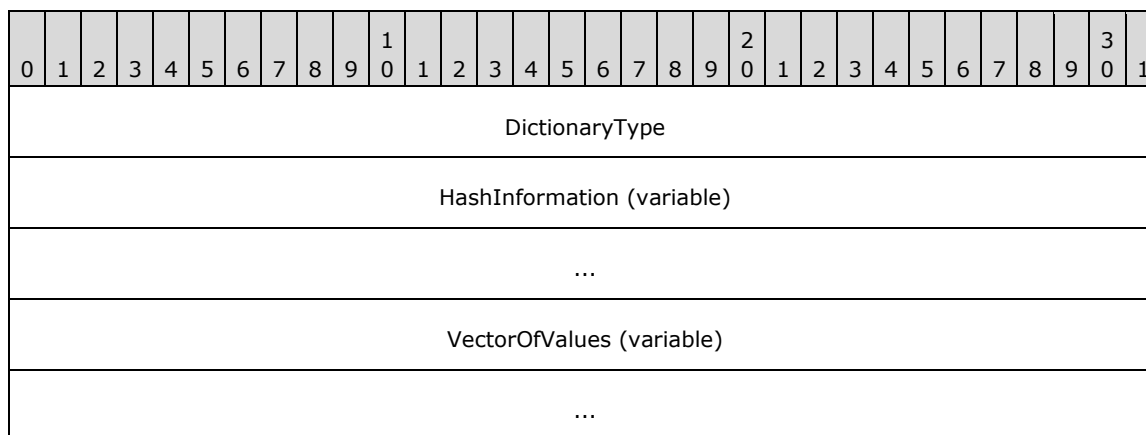 1 2 3
0 1 2 3 4 5 6 7 8 9 0 1 2 3 4 5 6 7 8 9 0 1 2 3 4 5 6 7 8 9 0 1
DictionaryType
HashInformation (variable)
...
VectorOfValues (variable)
...